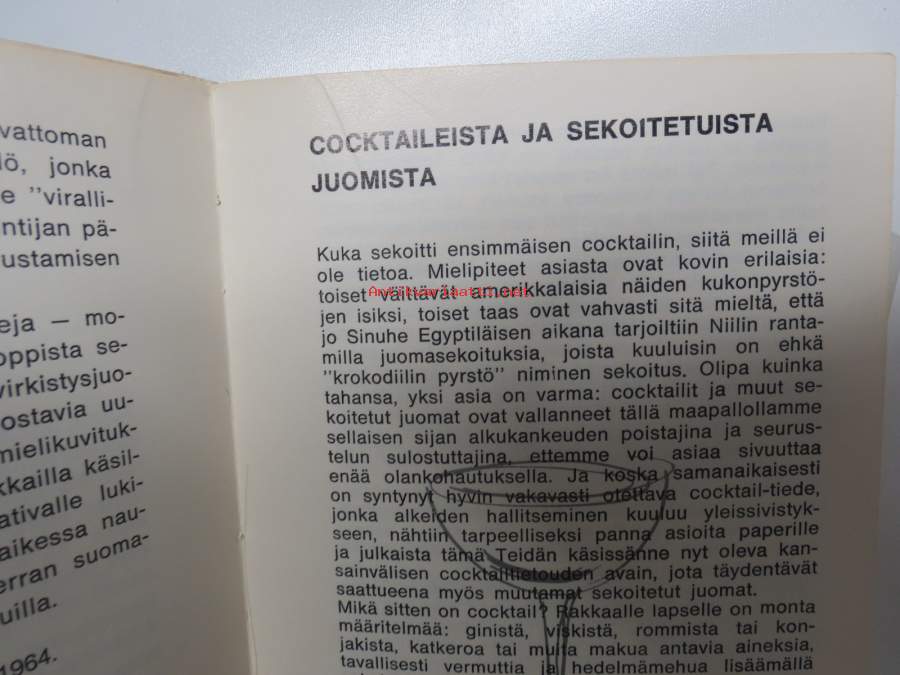 vattoman
lö, jonka
e "viralli-
ntijan pä-
ustamisen
eja — mo-
oppista se-
virkistysjuo-
ostavia uu-
mielikuvituk-
kkailla käsil-
ativalle luki-
aikessa nau-
erran suoma-
uilla.
1964.
COCKTAILEISTA JA SEKOITETUISTA
JUOMISTA
Kuka sekoitti ensimmäisen cocktailin, siitä meillä ei
ole tietoa. Mielipiteet asiasta ovat kovin erilaisia:
toiset väittävät amerikkalaisia näiden kukonpyrstö-
jen isiksi, toiset taas ovat vahvasti sitä mieltä, että
jo Sinuhe Egyptiläisen aikana tarjoiltiin Niilin ranta-
milla juomasekoituksia, joista kuuluisin on ehkä
"krokodiilin pyrstö" niminen sekoitus. Olipa kuinka
tahansa, yksi asia on varma: cocktailit ja muut se-
koitetut juomat ovat vallanneet tällä maapallollamme
sellaisen sijan alkukankeuden poistajina ja seurus-
telun sulostuttajina, ettemme voi asiaa sivuuttaa
enää olankohautuksella. Ja koska samanaikaisesti
on syntynyt hyvin vakavasti otettava cocktail-tiede,
jonka alkeiden hallitseminen kuuluu yleissivistyk-
seen, nähtiin tarpeelliseksi panna asioita paperille
ja julkaista tämä Teidän käsissänne nyt oleva kan-
sainvälisen cocktailtietouden avain, jota täydentävät
saattueena myös muutamat sekoitetut juomat.
Mikä sitten on cocktail? Rakkaalle lapselle on monta
määritelmää: ginistä, viskistä, rommista tai kon-
jakista, katkeroa tai muita makua antavia aineksia,
tavallisesti vermuttia ja hedelmämehua lisäämällä